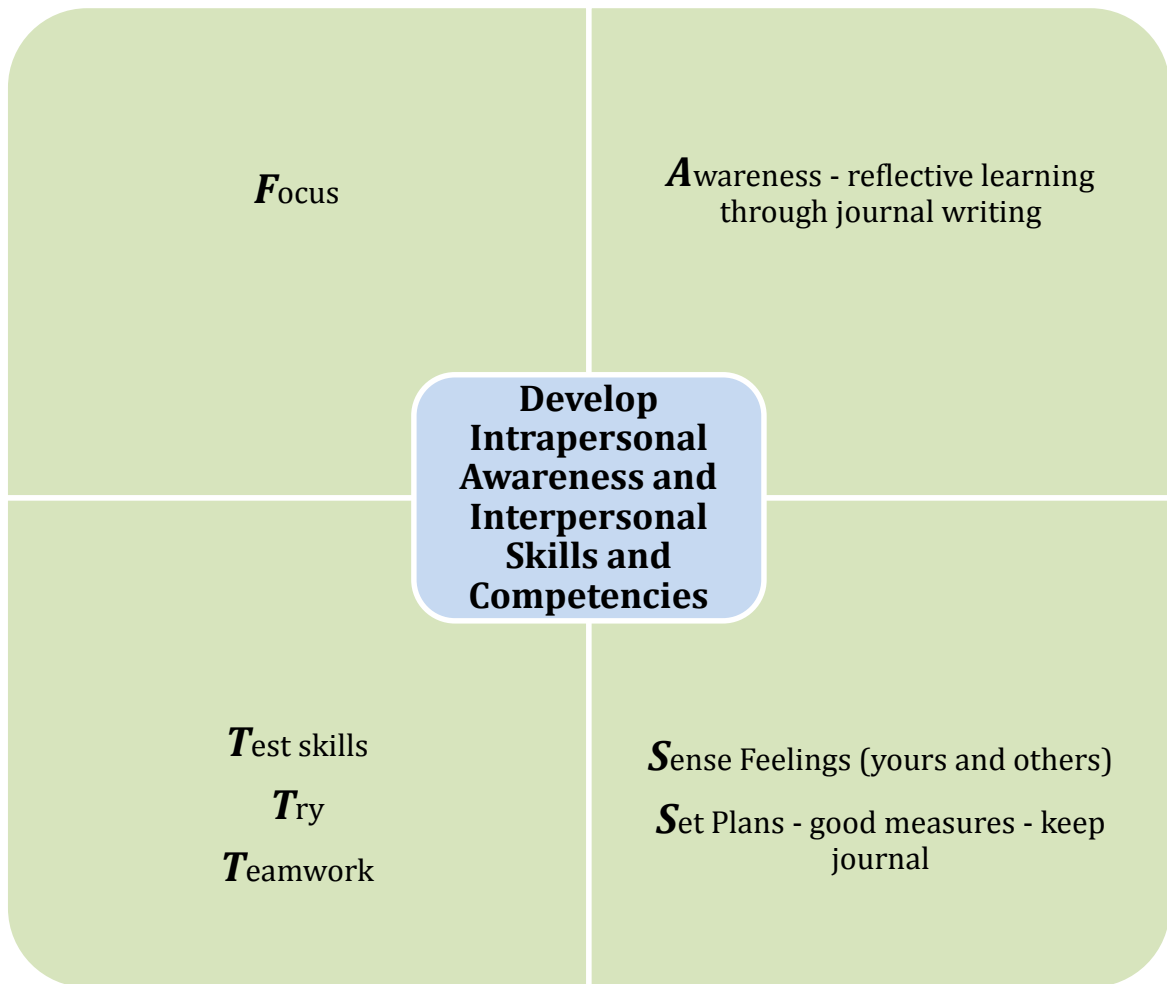 Focus
Awareness - reflective learning
through journal writing
Develop
Intrapersonal
Awareness and
Interpersonal
Skills and
Competencies
Test skills
Try
Teamwork
Sense Feelings (yours and others)
Set Plans - good measures - keep
journal